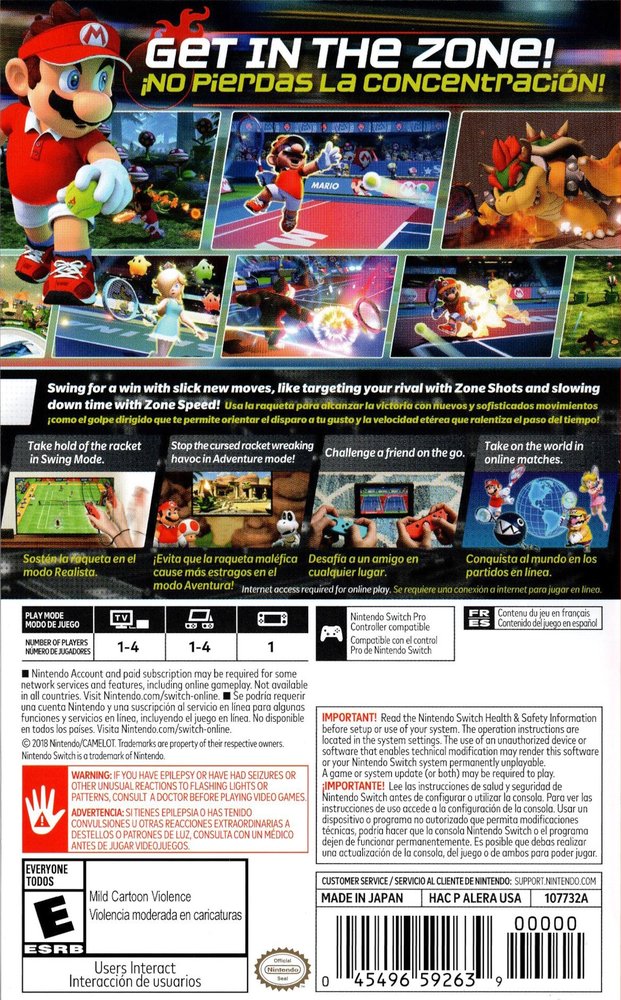 GET IN THE ZONE!
¡NO PIERDAS LA CONCENTRACIÓN!
MARIO
Swing for a win with slick new moves, like targeting your rival with Zone Shots and slowing
down time with Zone Speed! Usa la raqueta para alcanzar la victoria con nuevos y sofisticados movimientos
¡como el golpe dirigido que te permite orientar el disparo a tu gusto y la velocidad etérea que ralentiza el paso del tiempo!
Take hold of the racket
in Swing Mode.
Sostén la raqueta en el
modo Realista.
Stop the cursed racket wreaking
havoc in Adventure mode!
¡Evita que la raqueta maléfica
cause más estragos en el
modo Aventura!
Challenge a friend on the go.
Desafía a un amigo en
cualquier lugar.
Take on the world in
online matches.
Conquista al mundo en los
partidos en línea.
Internet access required for online play. Se requiere una conexión a internet para jugar en línea.
PLAY MODE
MODO DE JUEGO
TV
NUMBER OF PLAYERS
NÚMERO DE JUGADORES
1-4
1-4
1
Nintendo Switch Pro
Controller compatible
Compatible con el control
Pro de Nintendo Switch
FR Contenu du jeu en français
ES Contenido del juego en español
■ Nintendo Account and paid subscription may be required for some
network services and features, including online gameplay. Not available
in all countries. Visit Nintendo.com/switch-online. ■ Se podría requerir
una cuenta Nintendo y una suscripción al servicio en línea para algunas
funciones y servicios en línea, incluyendo el juego en línea. No disponible
en todos los países. Visita Nintendo.com/switch-online.
© 2018 Nintendo/CAMELOT. Trademarks are property of their respective owners.
Nintendo Switch is a trademark of Nintendo.
WARNING: IF YOU HAVE EPILEPSY OR HAVE HAD SEIZURES OR
OTHER UNUSUAL REACTIONS TO FLASHING LIGHTS OR
PATTERNS, CONSULT A DOCTOR BEFORE PLAYING VIDEO GAMES.
ADVERTENCIA: SI TIENES EPILEPSIA O HAS TENIDO
CONVULSIONES U OTRAS REACCIONES EXTRAORDINARIAS A
DESTELLOS O PATRONES DE LUZ, CONSULTA CON UN MÉDICO
ANTES DE JUGAR VIDEOJUEGOS.
IMPORTANT! Read the Nintendo Switch Health & Safety Information
before setup or use of your system. The operation instructions are
located in the system settings. The use of an unauthorized device or
software that enables technical modification may render this software
or your Nintendo Switch system permanently unplayable.
A game or system update (or both) may be required to play.
¡IMPORTANTE! Lee las instrucciones de salud y seguridad de
Nintendo Switch antes de configurar o utilizar la consola. Para ver las
instrucciones de uso accede a la configuración de la consola. Usar un
dispositivo o programa no autorizado que permita modificaciones
técnicas, podría hacer que la consola Nintendo Switch o el programa
dejen de funcionar permanentemente. Es posible que debas realizar
una actualización de la consola, del juego o de ambos para poder jugar.
EVERYONE
TODOS
E
ESRB
Mild Cartoon Violence
Violencia moderada en caricaturas
Users Interact
Interacción de usuarios
Official
Nintendo
Seal
CUSTOMER SERVICE / SERVICIO AL CLIENTE DE NINTENDO: SUPPORT.NINTENDO.COM
MADE IN JAPAN
HAC P ALERA USA
107732A
00000
0 45496 59263 9